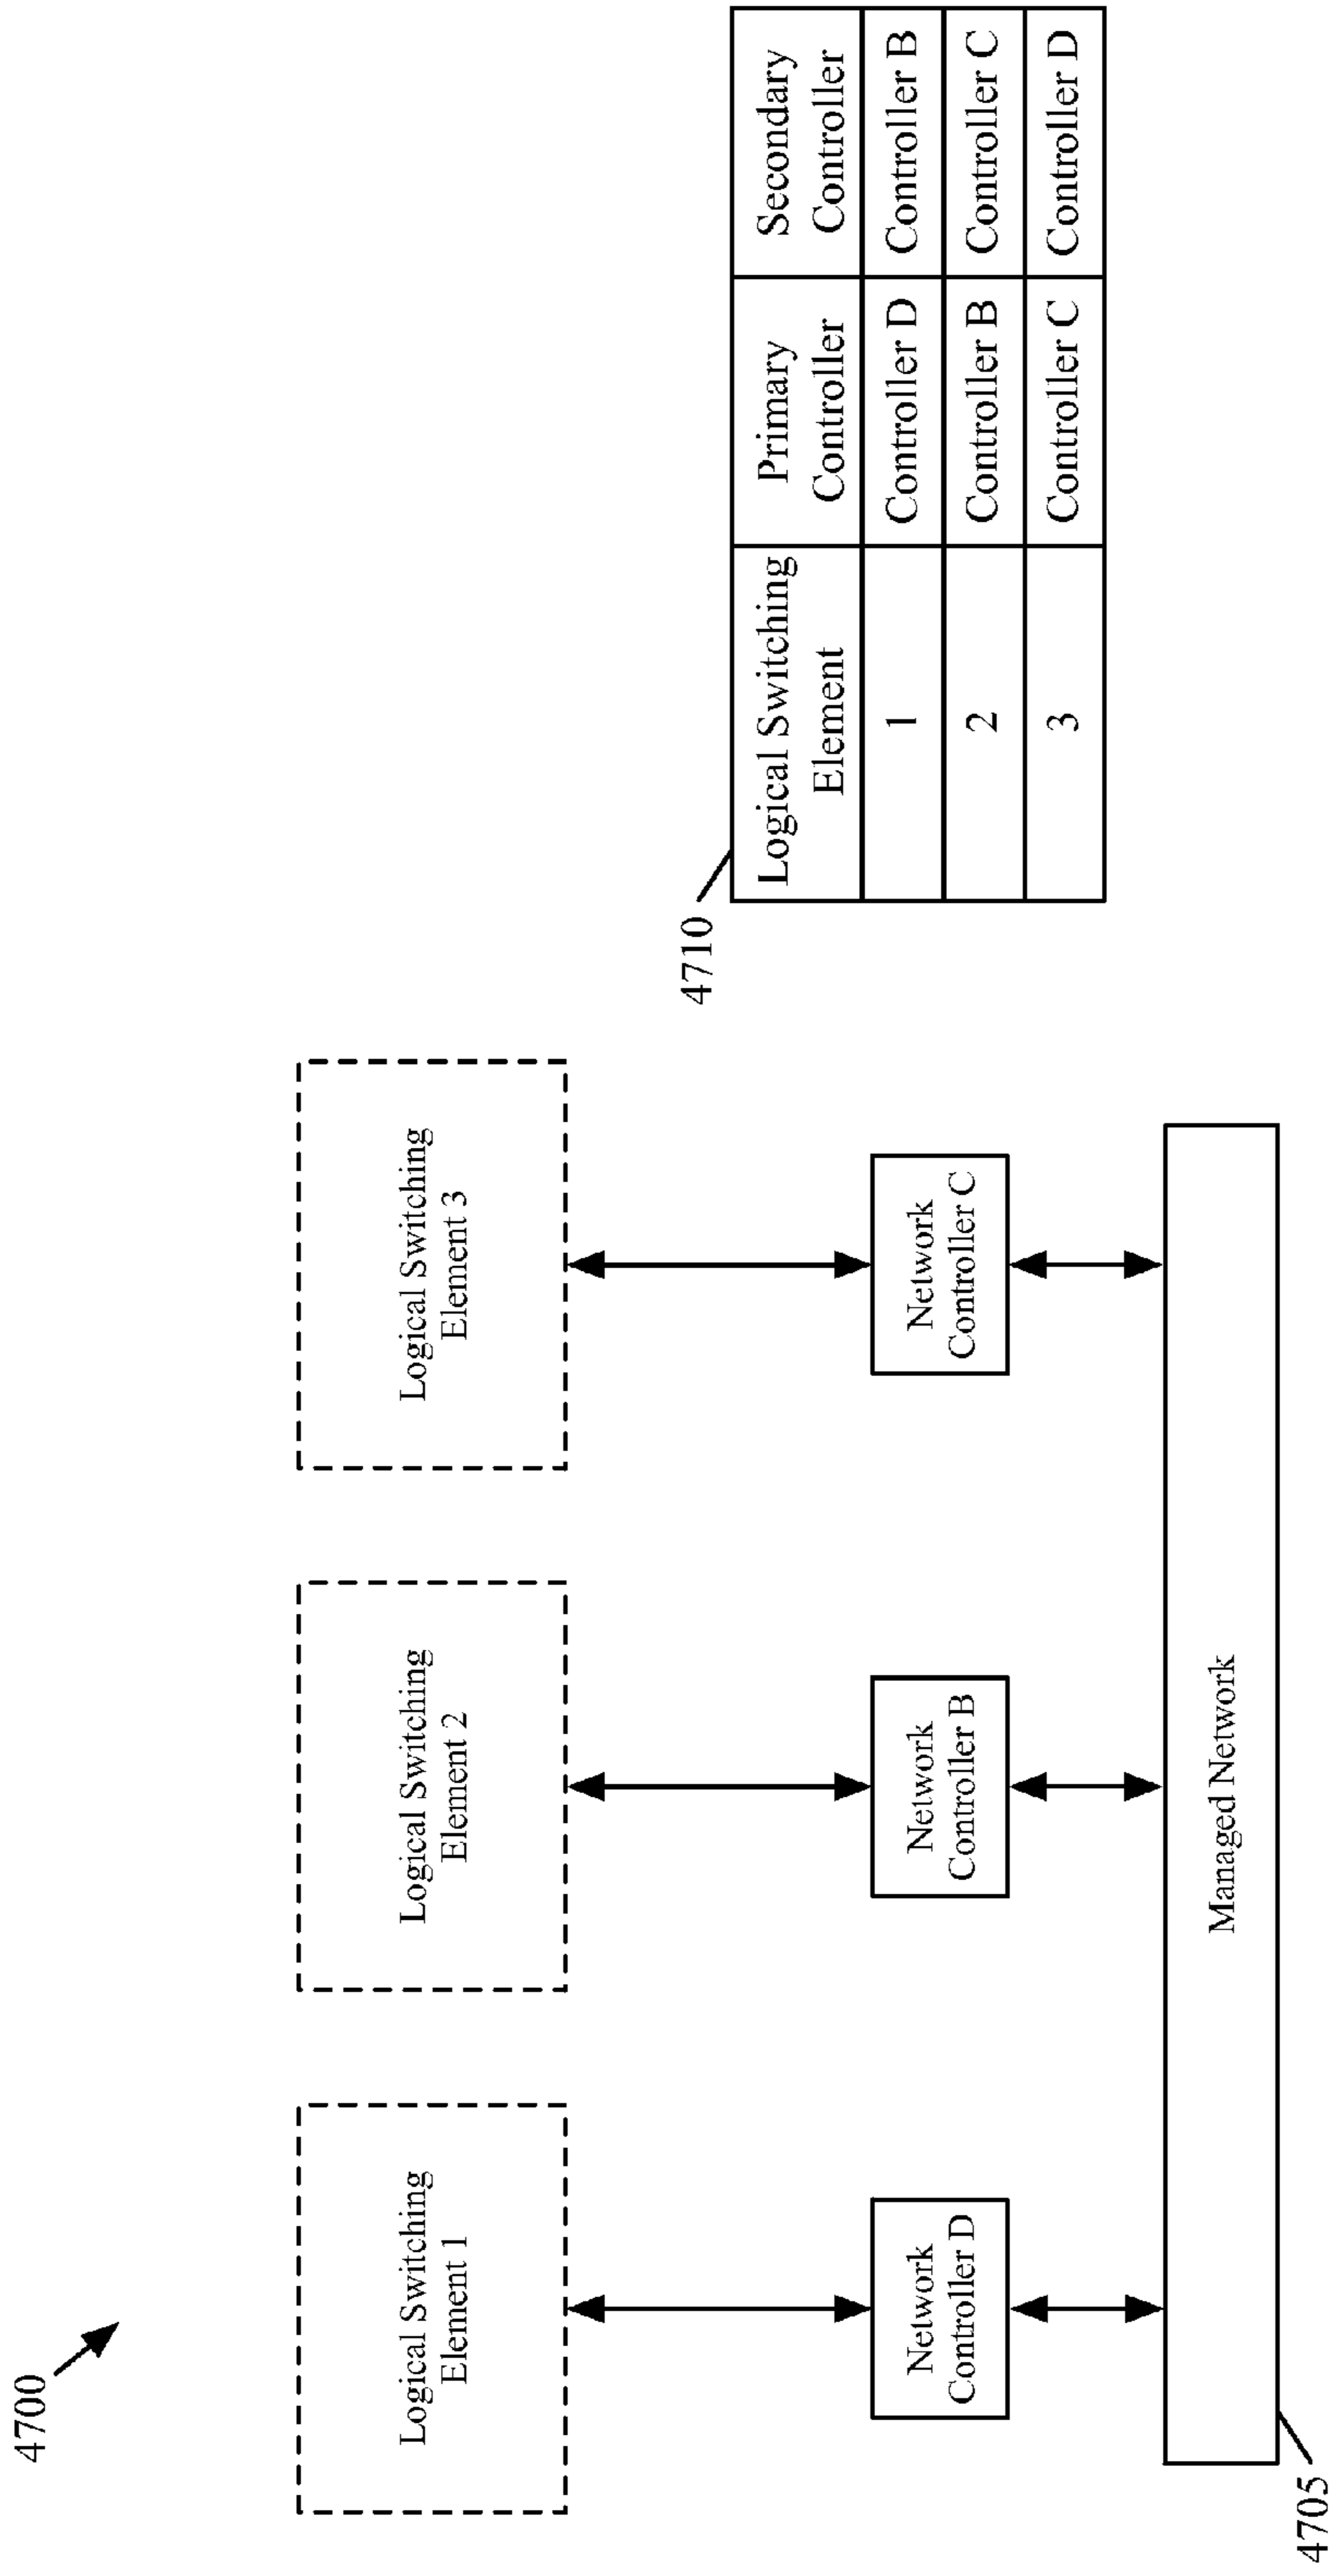 4700
Logical Switching
Element 1
Logical Switching
Element 2
Logical Switching
Element 3
Network
Controller D
Network
Controller B
Network
Controller C
Managed Network
4705
4710
Logical Switching
Element
Primary
Controller
Secondary
Controller
1
Controller D
Controller B
2
Controller B
Controller C
3
Controller C
Controller D